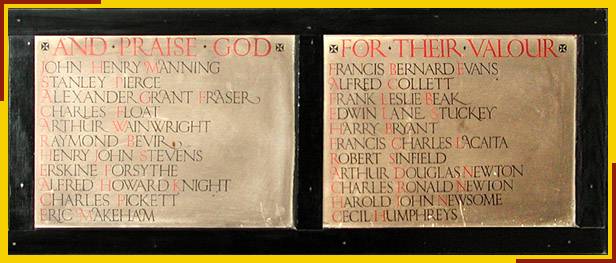 AND · PRAISE · GOD
JOHN HENRY MANNING
STANLEY PIERCE
ALEXANDER GRANT FRASER
CHARLES FLOAT
ARTHUR WAINWRIGHT
RAYMOND BEVIR
HENRY JOHN STEVENS
ERSKINE FORSYTHE
ALFRED HOWARD KNIGHT
CHARLES PICKETT
ERIC MAKEHAM
FOR · THEIR · VALOUR
FRANCIS BERNARD EVANS
ALFRED COLLETT
FRANK LESLIE BEAK
EDWIN LANE STUCKEY
HARRY BRYANT
FRANCIS CHARLES LACAITA
ROBERT SINFIELD
ARTHUR DOUGLAS NEWTON
CHARLES RONALD NEWTON
HAROLD JOHN NEWSOME
CECIL HUMPHREYS